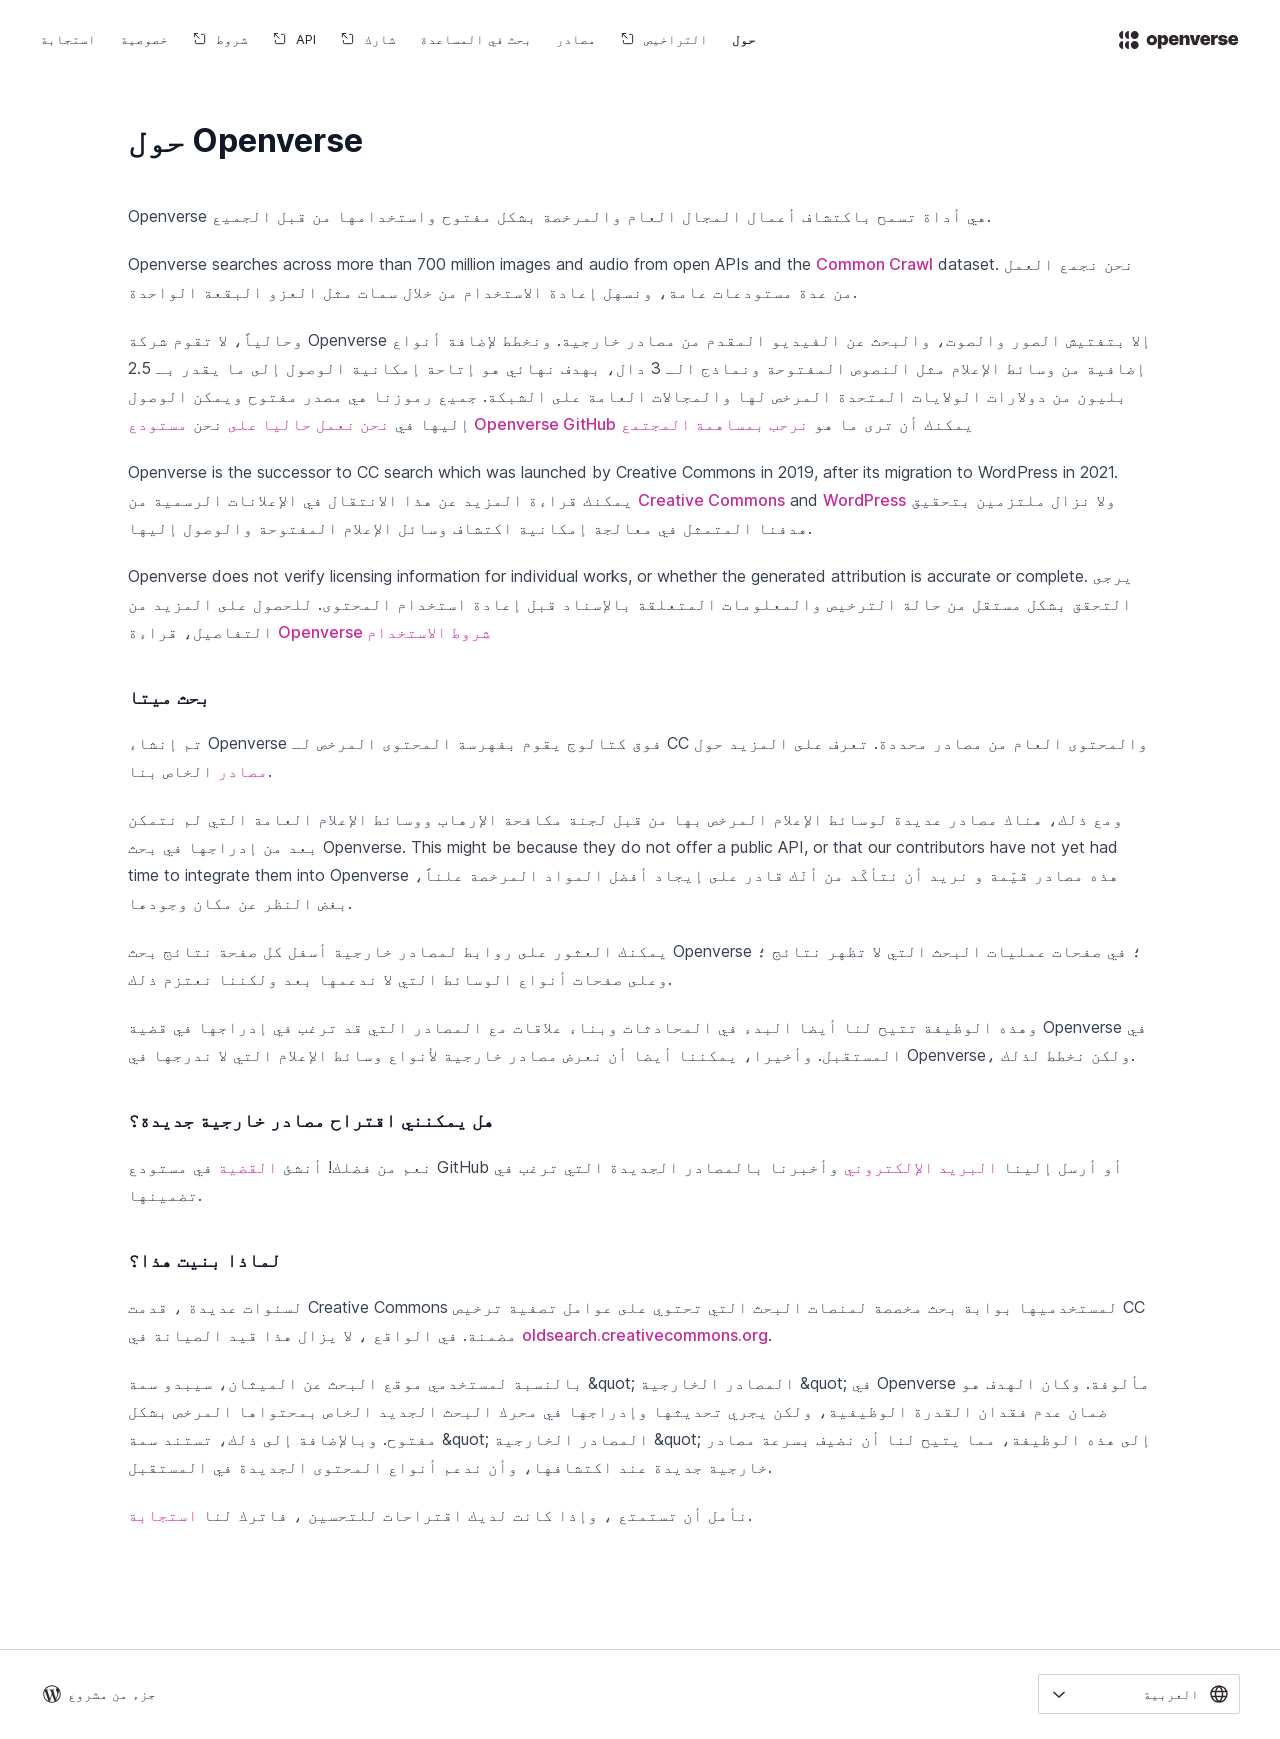 openverse
حول
التراخيص
مصادر
بحث في المساعدة
شارك
API
شروط
خصوصية
استجابة
حول Openverse
Openverse هي أداة تسمح باكتشاف أعمال المجال العام والمرخصة بشكل مفتوح واستخدامها من قبل الجميع.
Openverse searches across more than 700 million images and audio from open APIs and the Common Crawl dataset. نحن نجمع العمل
من عدة مستودعات عامة، ونسهل إعادة الاستخدام من خلال سمات مثل العزو البقعة الواحدة.
وحالياً، لا تقوم شركة Openverse إلا بتفتيش الصور والصوت، والبحث عن الفيديو المقدم من مصادر خارجية. ونخطط لإضافة أنواع
إضافية من وسائط الإعلام مثل النصوص المفتوحة ونماذج الـ 3 دال، بهدف نهائي هو إتاحة إمكانية الوصول إلى ما يقدر بـ 2.5
بليون من دولارات الولايات المتحدة المرخص لها والمجالات العامة على الشبكة. جميع رموزنا هي مصدر مفتوح ويمكن الوصول
إليها في نحن نعمل حاليا على نحن مستودع Openverse GitHub يمكنك أن ترى ما هو نرحب بمساهمة المجتمع
Openverse is the successor to CC search which was launched by Creative Commons in 2019, after its migration to WordPress in 2021.
يمكنك قراءة المزيد عن هذا الانتقال في الإعلانات الرسمية من Creative Commons and WordPress ولا نزال ملتزمين بتحقيق
هدفنا المتمثل في معالجة إمكانية اكتشاف وسائل الإعلام المفتوحة والوصول إليها.
Openverse does not verify licensing information for individual works, or whether the generated attribution is accurate or complete. يرجى
التحقق بشكل مستقل من حالة الترخيص والمعلومات المتعلقة بالإسناد قبل إعادة استخدام المحتوى. للحصول على المزيد من
التفاصيل، قراءة Openverse شروط الاستخدام
بحث ميتا
تم إنشاء Openverse فوق كتالوج يقوم بفهرسة المحتوى المرخص لـ CC والمحتوى العام من مصادر محددة. تعرف على المزيد حول
مصادر الخاص بنا.
ومع ذلك، هناك مصادر عديدة لوسائط الإعلام المرخص بها من قبل لجنة مكافحة الإرهاب ووسائط الإعلام العامة التي لم نتمكن
بعد من إدراجها في بحث Openverse. This might be because they do not offer a public API, or that our contributors have not yet had
time to integrate them into Openverse هذه مصادر قيّمة و نريد أن نتأكّد من أنّك قادر على إيجاد أفضل المواد المرخصة علناً،
بغض النظر عن مكان وجودها.
يمكنك العثور على روابط لمصادر خارجية أسفل كل صفحة نتائج بحث Openverse ؛ في صفحات عمليات البحث التي لا تظهر نتائج ؛
وعلى صفحات أنواع الوسائط التي لا ندعمها بعد ولكننا نعتزم ذلك.
وهذه الوظيفة تتيح لنا أيضا البدء في المحادثات وبناء علاقات مع المصادر التي قد ترغب في إدراجها في قضية Openverse في
المستقبل. وأخيرا، يمكننا أيضا أن نعرض مصادر خارجية لأنواع وسائط الإعلام التي لا ندرجها في Openverse، ولكن نخطط لذلك.
هل يمكنني اقتراح مصادر خارجية جديدة؟
نعم من فضلك! أنشئ القضية في مستودع GitHub أو أرسل إلينا البريد الإلكتروني وأخبرنا بالمصادر الجديدة التي ترغب في
تضمينها.
لماذا بنيت هذا؟
لسنوات عديدة ، قدمت Creative Commons لمستخدميها بوابة بحث مخصصة لمنصات البحث التي تحتوي على عوامل تصفية ترخيص CC
مضمنة. في الواقع ، لا يزال هذا قيد الصيانة في oldsearch.creativecommons.org.
بالنسبة لمستخدمي موقع البحث عن الميثان، سيبدو سمة &quot; المصادر الخارجية &quot; في Openverse مألوفة. وكان الهدف هو
ضمان عدم فقدان القدرة الوظيفية، ولكن يجري تحديثها وإدراجها في محرك البحث الجديد الخاص بمحتواها المرخص بشكل
مفتوح. وبالإضافة إلى ذلك، تستند سمة &quot; المصادر الخارجية &quot; إلى هذه الوظيفة، مما يتيح لنا أن نضيف بسرعة مصادر
خارجية جديدة عند اكتشافها، وأن ندعم أنواع المحتوى الجديدة في المستقبل.
نأمل أن تستمتع ، وإذا كانت لديك اقتراحات للتحسين ، فاترك لنا استجابة.
العربية
جزء من مشروع